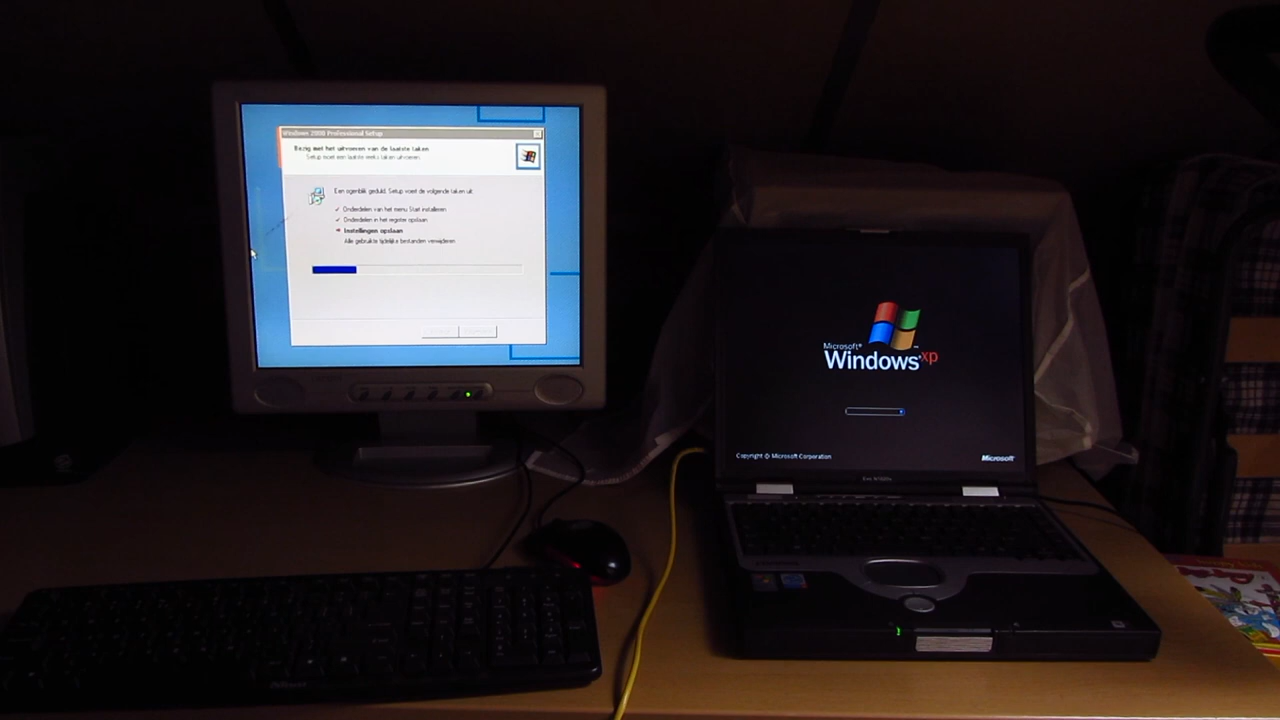 Windows 2000 Professional Setup
Bezig met het uitvoeren van de laatste taken
Setup moet een laatste reeks taken uitvoeren.
Een ogenblik geduld. Setup voert de volgende taken uit:
Onderdelen van het menu Start installeren
Onderdelen in het register opslaan
Instellingen opslaan
Alle gebruikte tijdelijke bestanden verwijderen
Microsoft®
Windows xp
Copyright © Microsoft Corporation
Microsoft